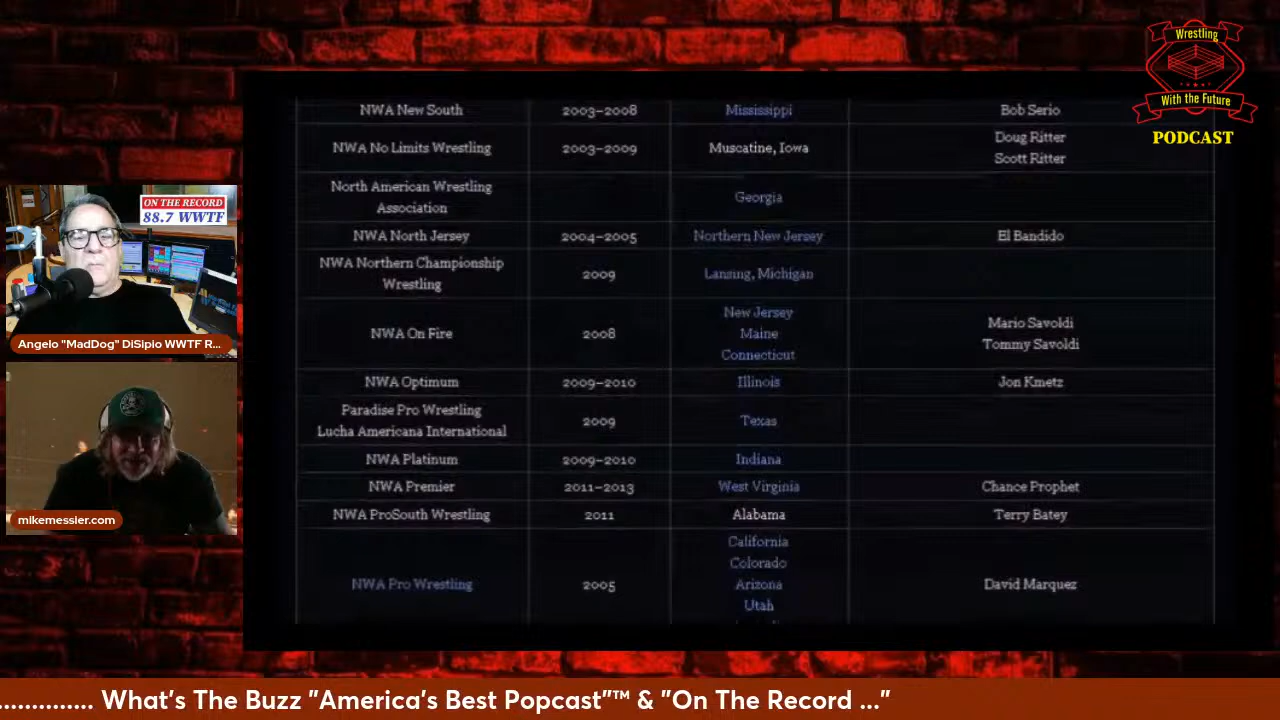 Wrestling
With the Future
PODCAST
NWA New South 2003–2008 Mississippi Bob Serio
NWA No Limits Wrestling 2003–2009 Muscatine, Iowa Doug Ritter
Scott Ritter
North American Wrestling
Association Georgia
NWA North Jersey 2004–2005 Northern New Jersey El Bandido
NWA Northern Championship
Wrestling 2009 Lansing, Michigan
NWA On Fire 2008 New Jersey
Maine
Connecticut
Mario Savoldi
Tommy Savoldi
NWA Optimum 2009–2010 Illinois Jon Kmetz
Paradise Pro Wrestling
Lucha Americana International 2009 Texas
NWA Platinum 2009–2010 Indiana
NWA Premier 2011–2013 West Virginia Chance Prophet
NWA ProSouth Wrestling 2011 Alabama Terry Batey
NWA Pro Wrestling 2005 California
Colorado
Arizona
Utah
David Marquez
ON THE RECORD
88.7 WWTF
Angelo "MadDog" DiSipio WWTF R...
mikemessier.com
............. What's The Buzz "America's Best Popcast"™ & "On The Record ..."